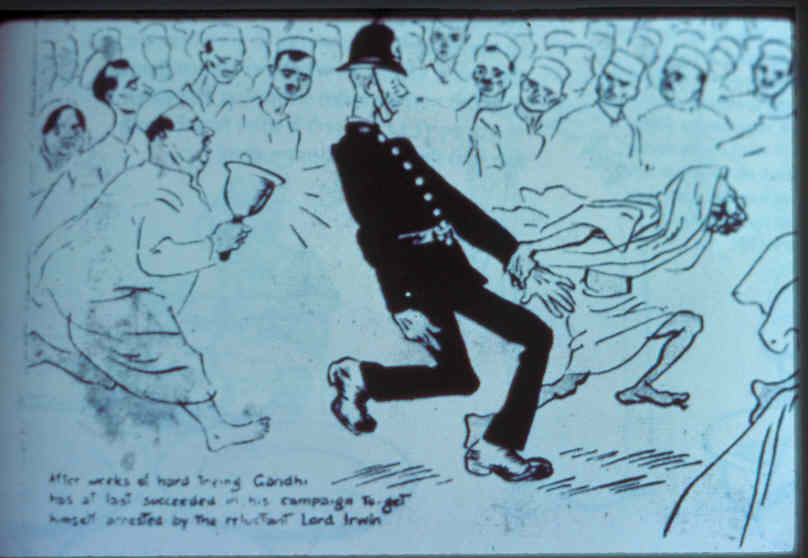 After weeks of hard trying Gandhi
has at last succeeded in his campaign to get
himself arrested by the reluctant Lord Irwin